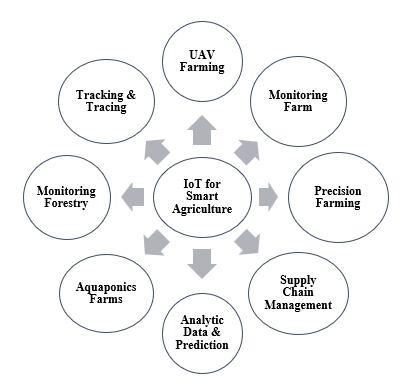 UAV
Farming
Tracking &
Tracing
Monitoring
Farm
Monitoring
Forestry
IoT for
Smart
Agriculture
Precision
Farming
Aquaponics
Farms
Supply
Chain
Management
Analytic
Data &
Prediction